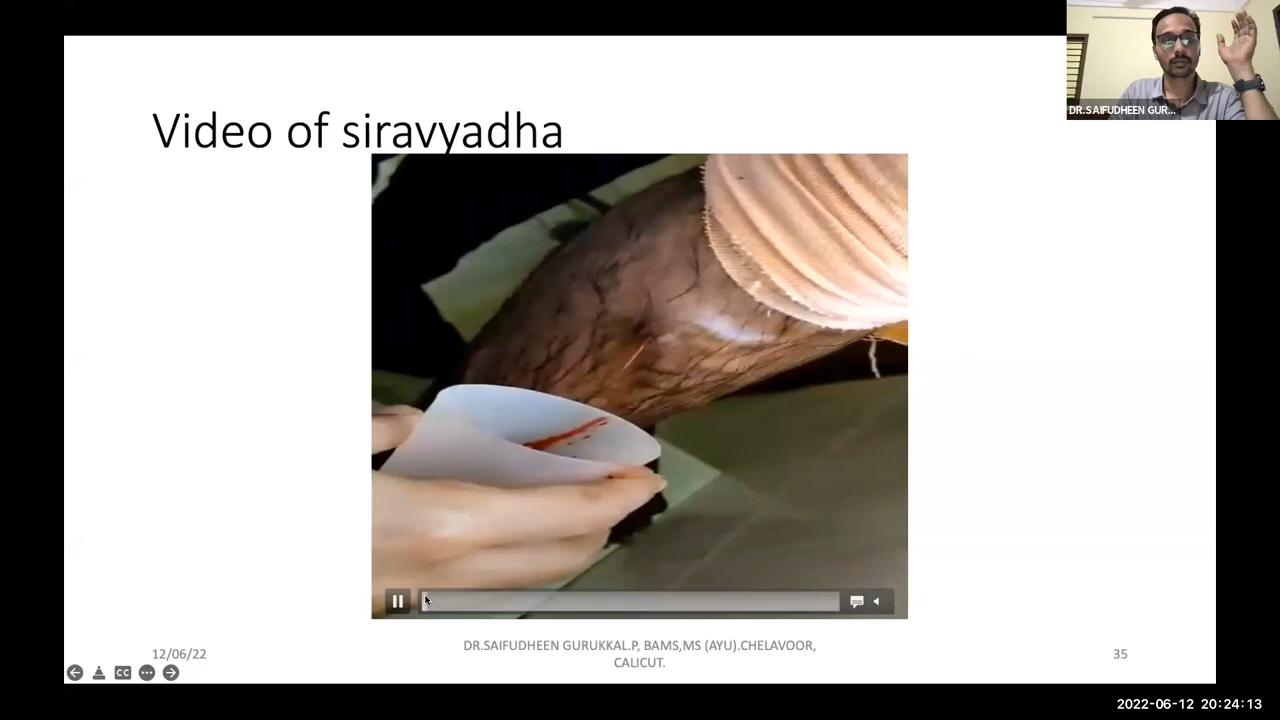 DR.SAIFUDHEEN GUR...
Video of siravyadha
12/06/22
DR.SAIFUDHEEN GURUKKAL.P, BAMS,MS (AYU).CHELAVOOR,
CALICUT.
35
CC
2022-06-12 20:24:13